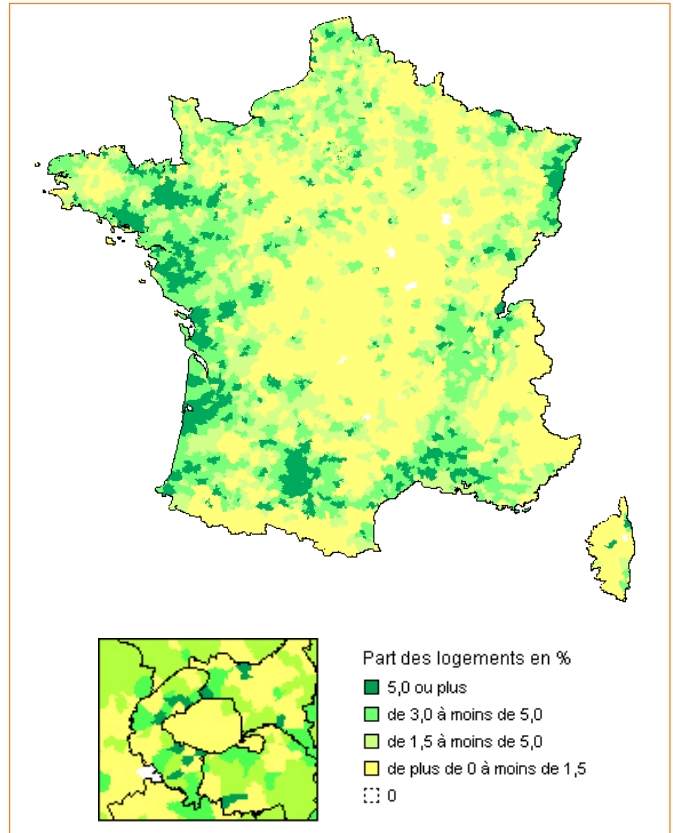 Part des logements en %
5,0 ou plus
de 3,0 à moins de 5,0
de 1,5 à moins de 5,0
de plus de 0 à moins de 1,5
0